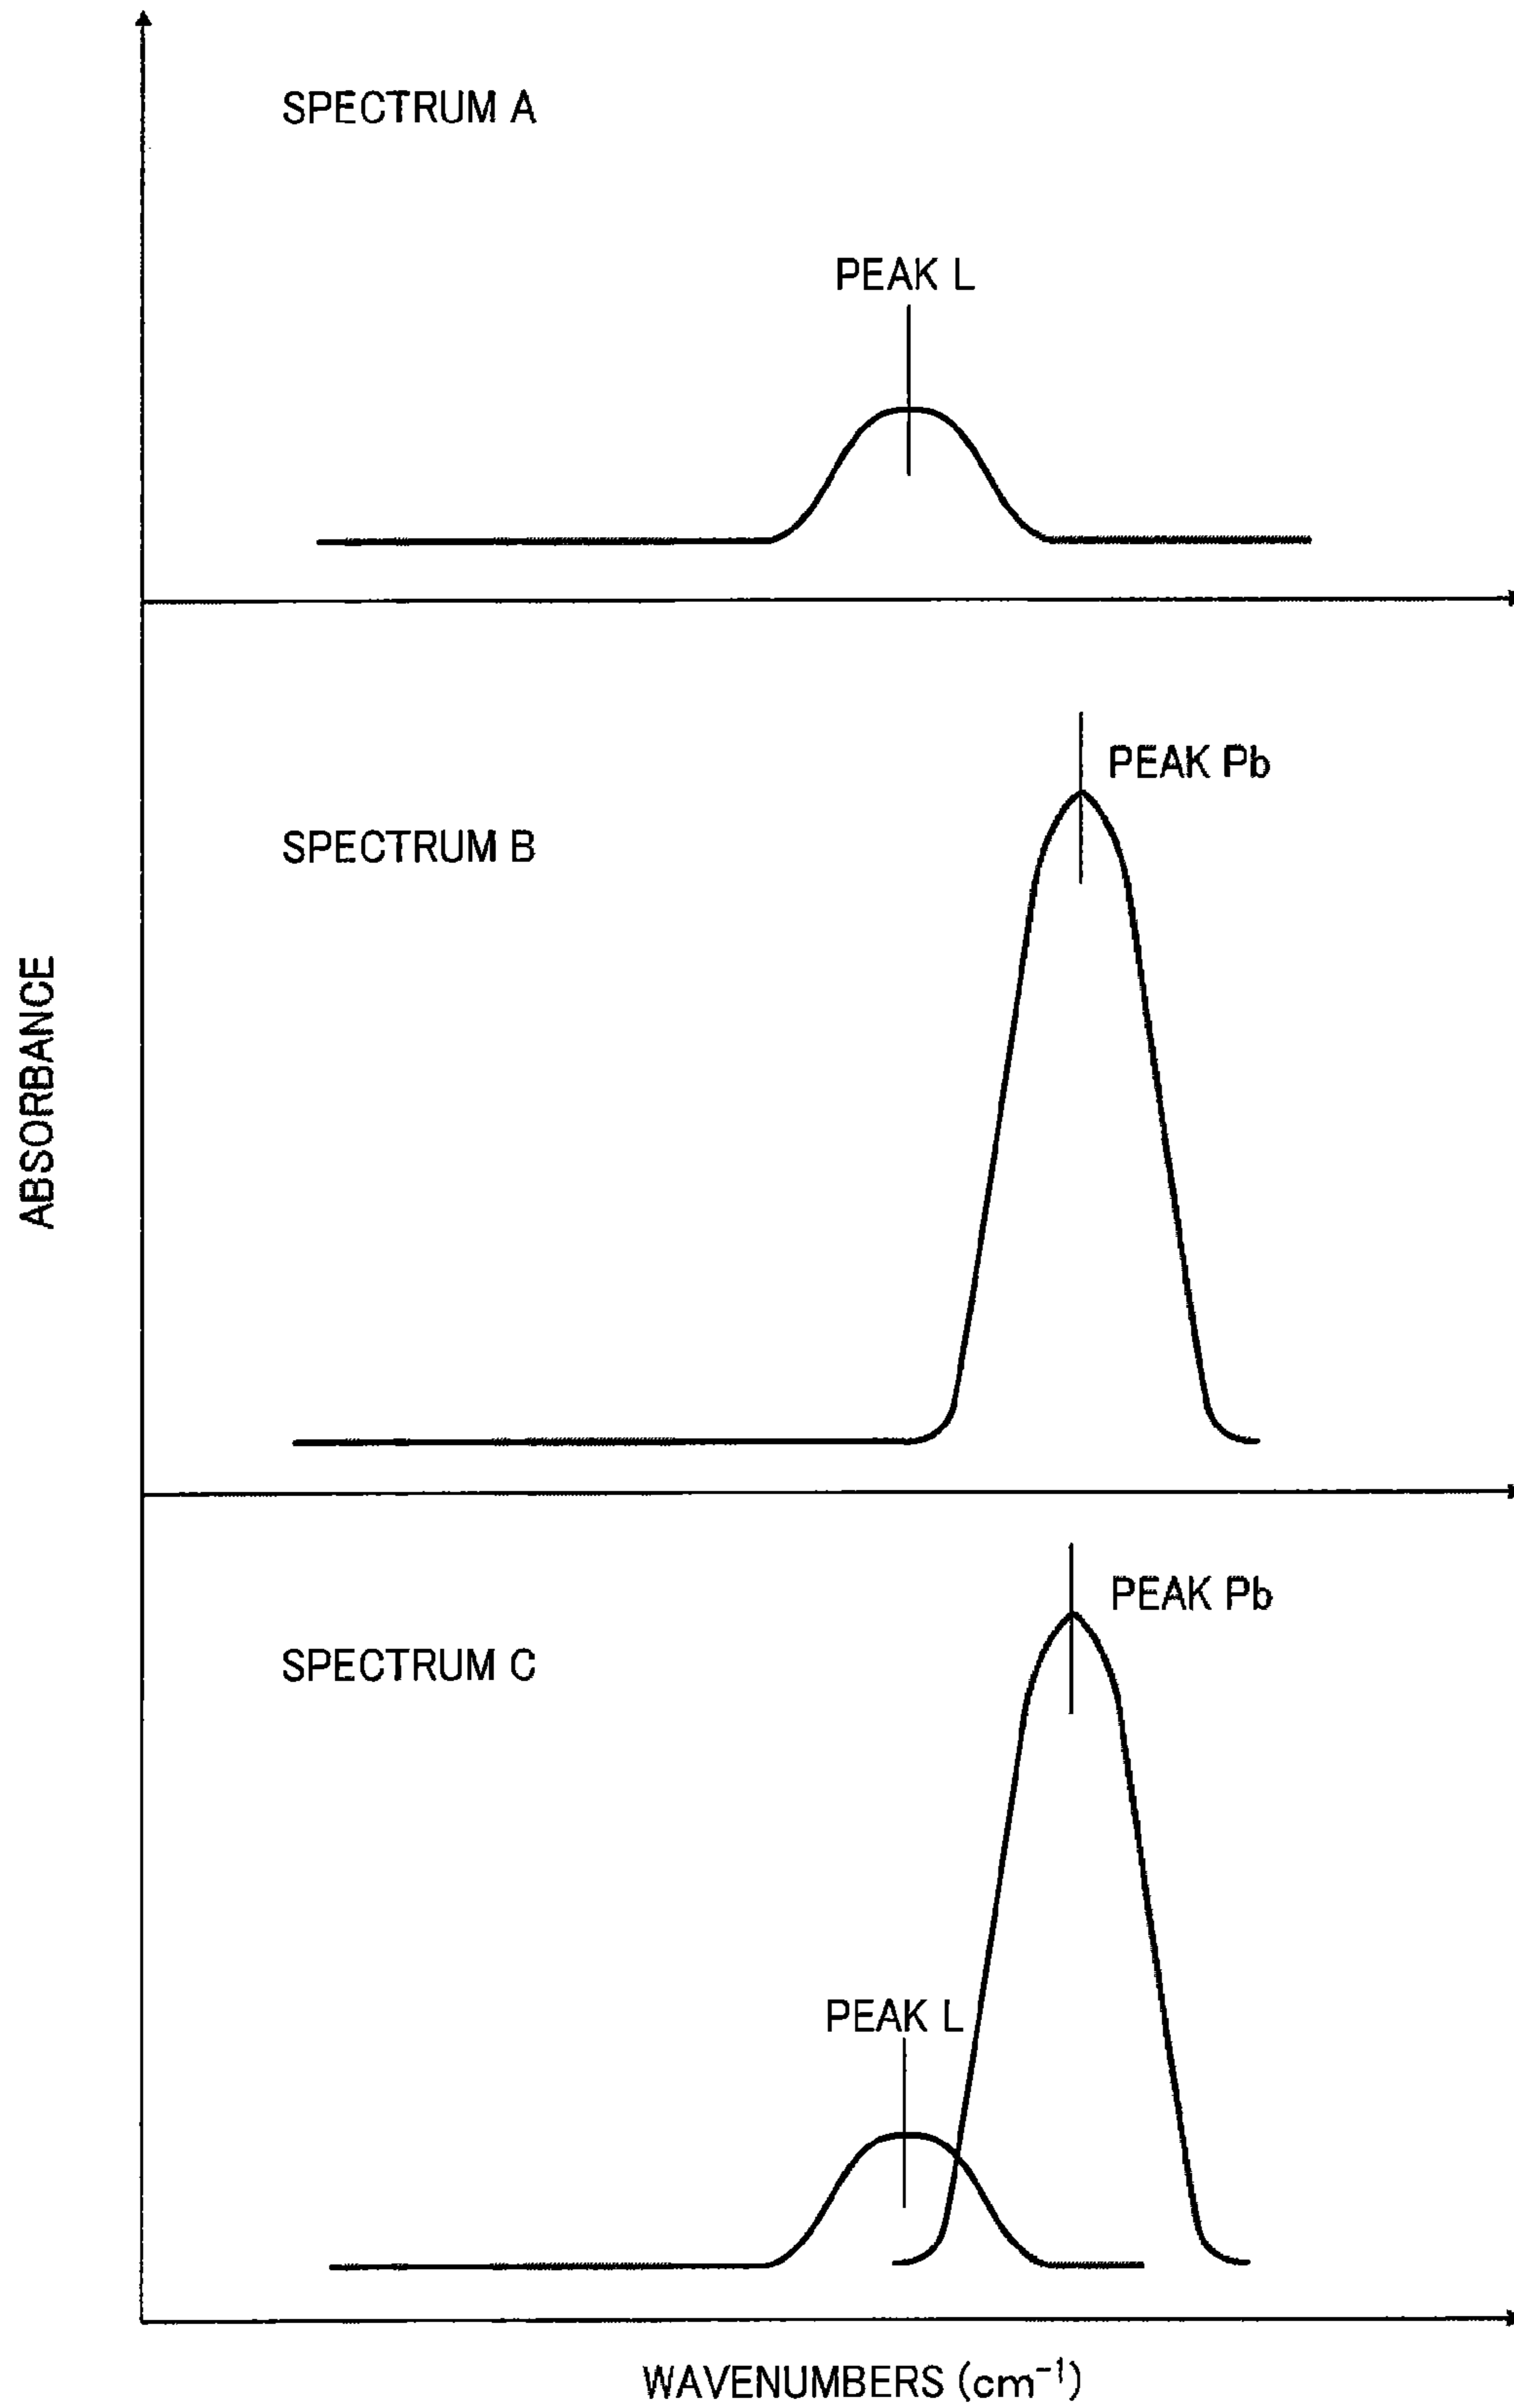 SPECTRUM A
PEAK L
PEAK Pb
SPECTRUM B
ABSORBANCE
PEAK Pb
SPECTRUM C
PEAK L
WAVENUMBERS (cm⁻¹)